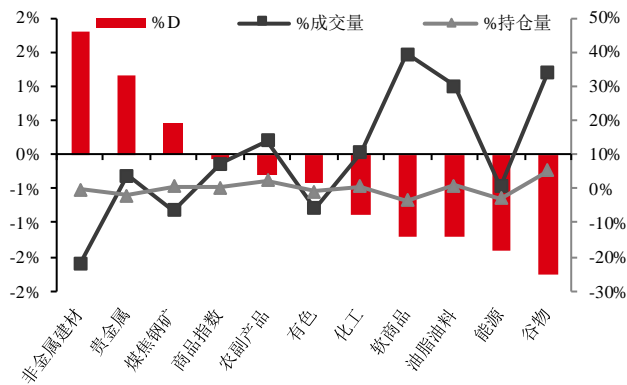 %D
%成交量
%持仓量
2%
2%
1%
1%
0%
-1%
-1%
-2%
-2%
50%
40%
30%
20%
10%
0%
-10%
-20%
-30%
非金属建材
贵金属
煤焦钢矿
商品指数
农副产品
有色
化工
软商品
油脂油料
能源
谷物